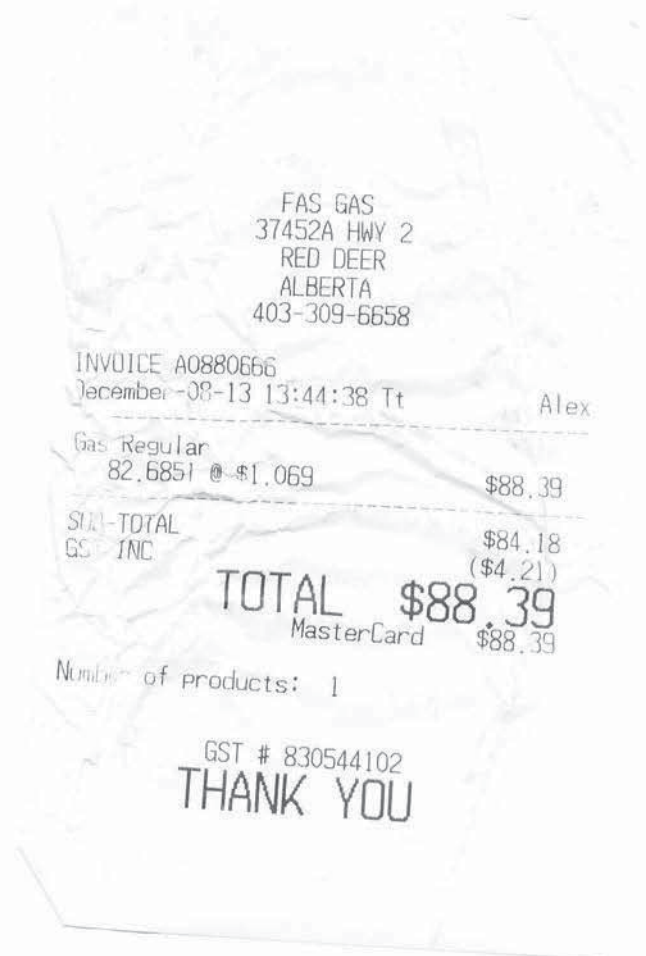 FAS GAS
37452A HWY 2
RED DEER
ALBERTA
403-309-6658
INVOICE A0880666
December-08-13 13:44:38 Tt Alex
Gas Regular
82.685l @ $1.069 $88.39
SUB-TOTAL $84.18
GST INC ($4.21)
TOTAL $88.39
MasterCard $88.39
Number of products: 1
GST # 830544102
THANK YOU